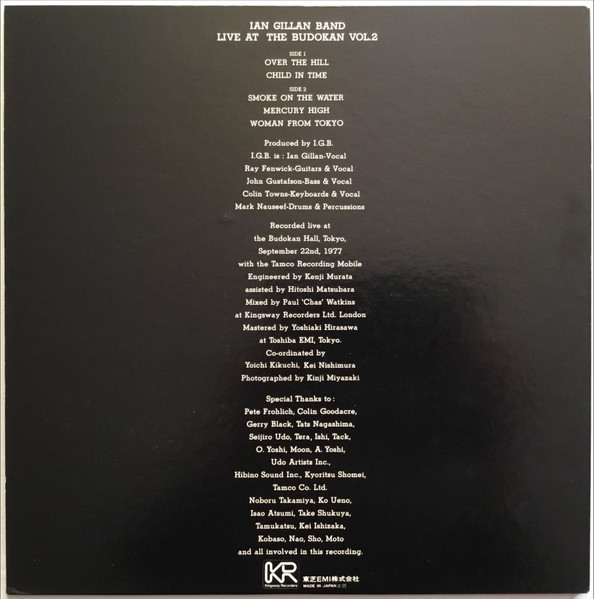 IAN GILLAN BAND
LIVE AT THE BUDOKAN VOL.2
SIDE 1
OVER THE HILL
CHILD IN TIME
SIDE 2
SMOKE ON THE WATER
MERCURY HIGH
WOMAN FROM TOKYO
Produced by I.G.B.
I.G.B. is : Ian Gillan-Vocal
Ray Fenwick-Guitars & Vocal
John Gustafson-Bass & Vocal
Colin Towns-Keyboards & Vocal
Mark Nauseef-Drums & Percussions
Recorded live at
the Budokan Hall, Tokyo,
September 22nd, 1977
with the Tamco Recording Mobile
Engineered by Kenji Murata
assisted by Hitoshi Matsubara
Mixed by Paul 'Chas' Watkins
at Kingsway Recorders Ltd. London
Mastered by Yoshiaki Hirasawa
at Toshiba EMI, Tokyo.
Co-ordinated by
Yoichi Kikuchi, Kei Nishimura
Photographed by Kinji Miyazaki
Special Thanks to :
Pete Frohlich, Colin Goodacre,
Gerry Black, Tats Nagashima,
Seijiro Udo, Tera, Ishi, Tack,
O. Yoshi, Moon, A. Yoshi,
Udo Artists Inc.,
Hibino Sound Inc., Kyoritsu Shomei,
Tamco Co. Ltd.
Noboru Takamiya, Ko Ueno,
Isao Atsumi, Take Shukuya,
Tamukatsu, Kei Ishizaka,
Kobaso, Nao, Sho, Moto
and all involved in this recording.
KR
Kingsway Recorders
東芝EMI株式会社
MADE IN JAPAN